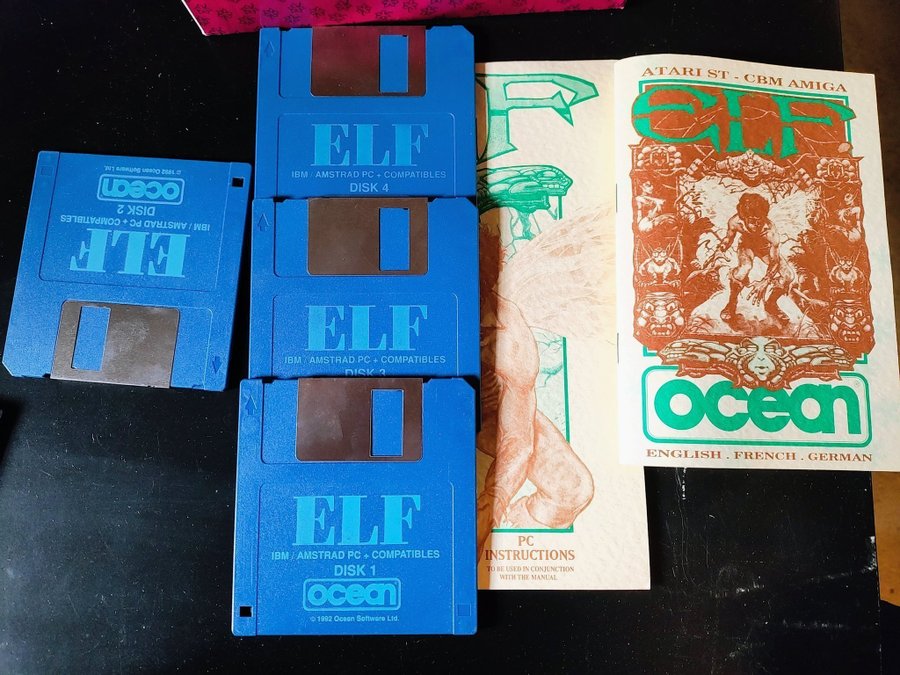 ELF
IBM / AMSTRAD PC + COMPATIBLES
DISK 4
ELF
IBM / AMSTRAD PC + COMPATIBLES
DISK 2
ocean
© 1992 Ocean Software Ltd.
ELF
IBM / AMSTRAD PC + COMPATIBLES
DISK 3
ELF
IBM / AMSTRAD PC + COMPATIBLES
DISK 1
ocean
© 1992 Ocean Software Ltd.
F
PC
INSTRUCTIONS
TO BE USED IN CONJUNCTION
WITH THE MANUAL
ATARI ST - CBM AMIGA
ELF
ocean
ENGLISH . FRENCH . GERMAN